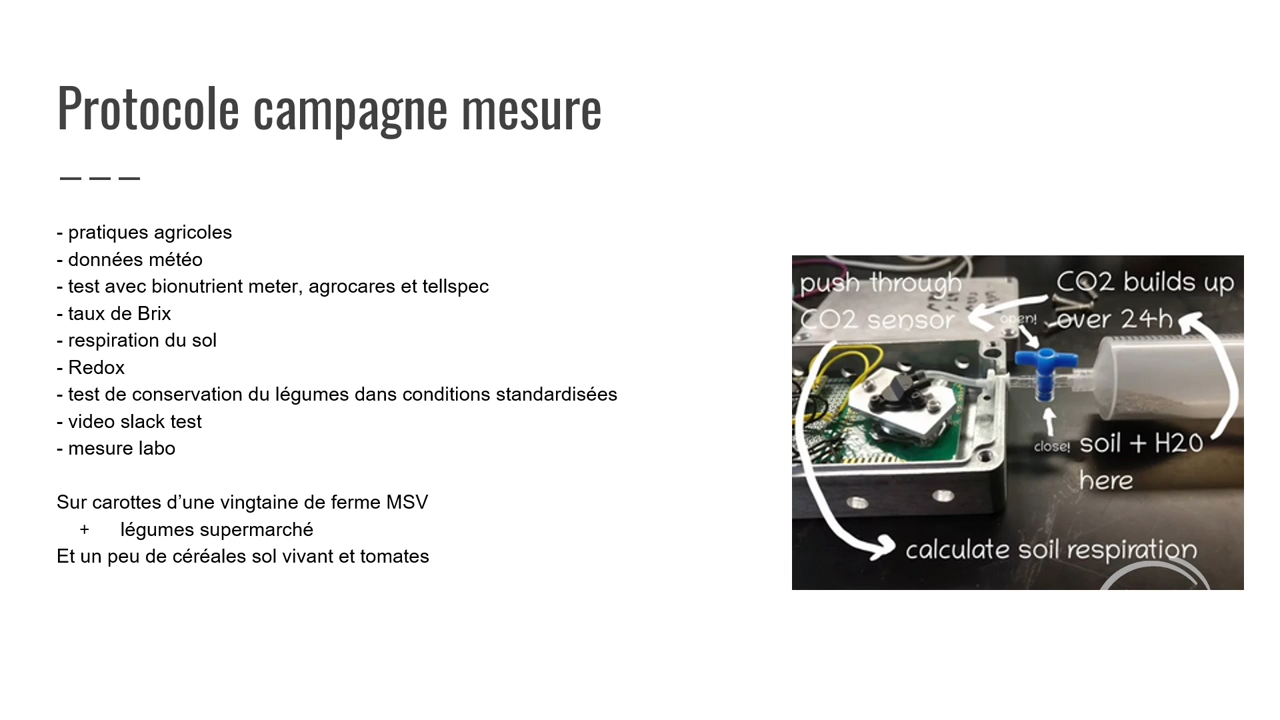 Protocole campagne mesure
- pratiques agricoles
- données météo
- test avec bionutrient meter, agrocares et tellspec
- taux de Brix
- respiration du sol
- Redox
- test de conservation du légumes dans conditions standardisées
- video slack test
- mesure labo
Sur carottes d’une vingtaine de ferme MSV
+ légumes supermarché
Et un peu de céréales sol vivant et tomates
push through
CO2 sensor
CO2 builds up
over 24h
open!
close!
soil + H20
here
calculate soil respiration